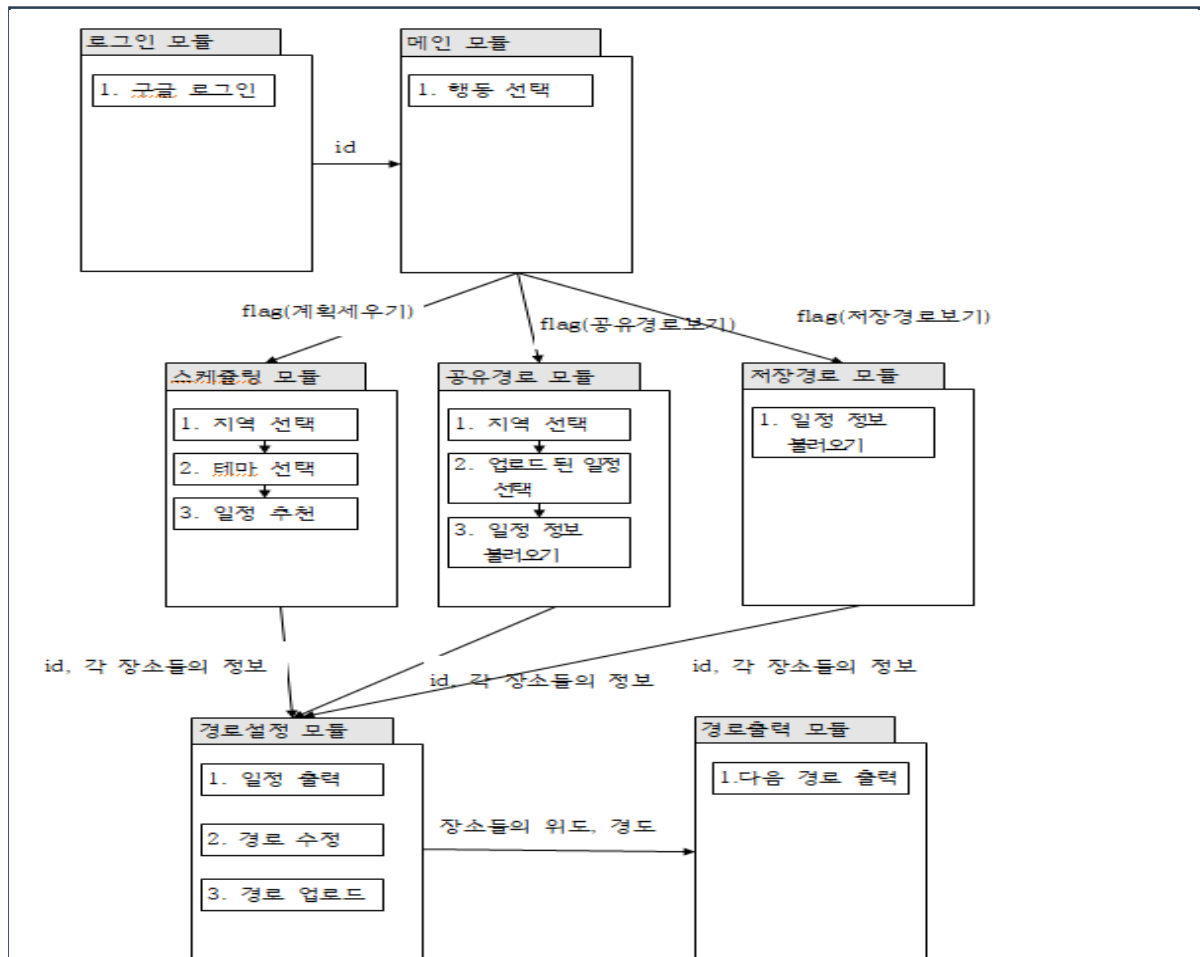 로그인 모듈
메인 모듈
1. 구글 로그인
1. 행동 선택
id
flag(계획세우기)
flag(공유경로보기)
flag(저장경로보기)
스케쥴링 모듈
공유경로 모듈
저장경로 모듈
1. 지역 선택
2. 테마 선택
3. 일정 추천
1. 지역 선택
2. 업로드 된 일정
선택
3. 일정 정보
불러오기
1. 일정 정보
불러오기
id, 각 장소들의 정보
id, 각 장소들의 정보
id, 각 장소들의 정보
경로설정 모듈
경로출력 모듈
1. 일정 출력
2. 경로 수정
3. 경로 업로드
장소들의 위도, 경도
1.다음 경로 출력